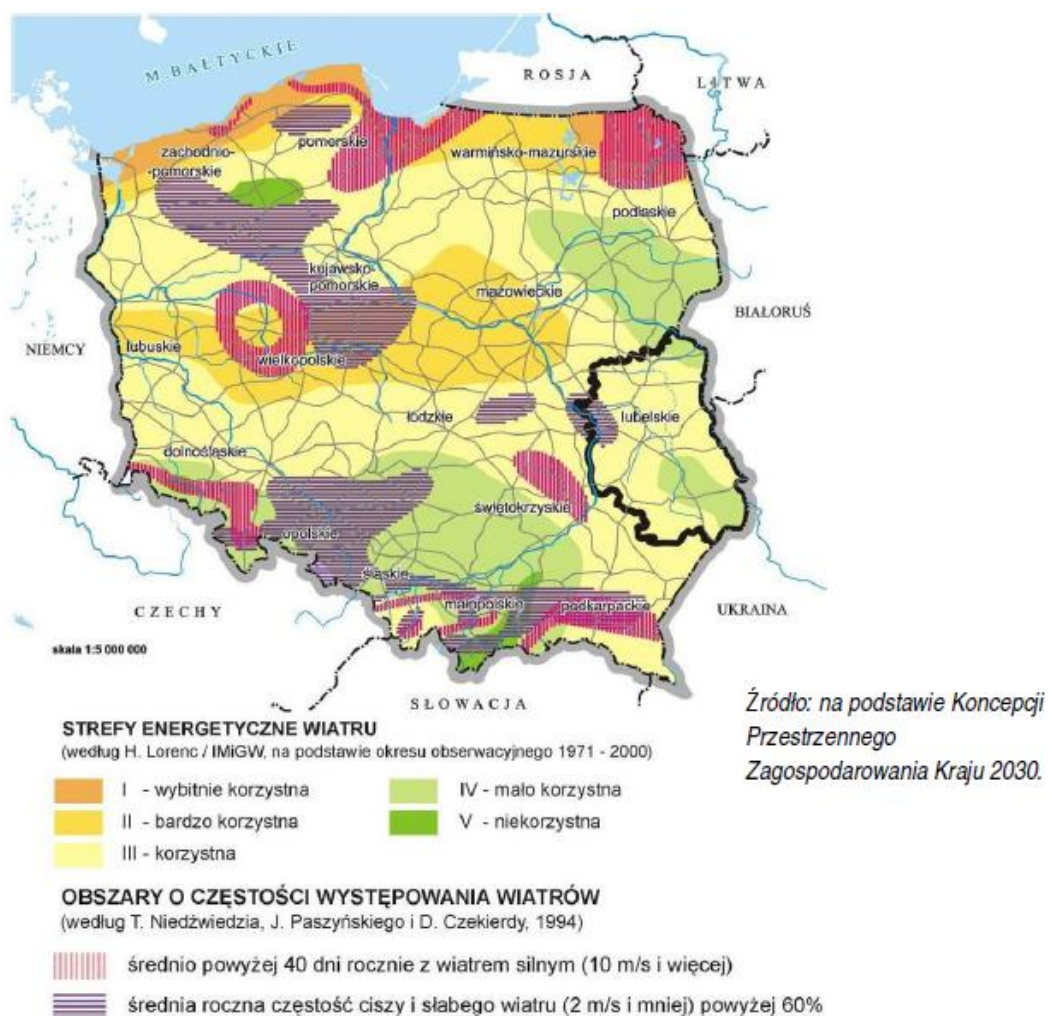 M. BAŁTYCKIE
ROSJA
L4TWA
zachodnio-
-pomorskie
pomorskie
warmińsko-mazurskie
podlaskie
kujawsko-
pomorskie
mazowieckie
BIAŁORUŚ
NIEMCY
lubuskie
wielkopolskie
łódzkie
lubelskie
dolnośląskie
świętokrzyskie
opolskie
śląskie
małopolskie
podkarpackie
CZECHY
UKRAINA
skala 1:5 000 000
SŁOWACJA
Źródło: na podstawie Koncepcji
Przestrzennego
Zagospodarowania Kraju 2030.
STREFY ENERGETYCZNE WIATRU
(według H. Lorenc / IMiGW, na podstawie okresu obserwacyjnego 1971 - 2000)
I - wybitnie korzystna
II - bardzo korzystna
III - korzystna
IV - mało korzystna
V - niekorzystna
OBSZARY O CZĘSTOŚCI WYSTĘPOWANIA WIATRÓW
(według T. Niedźwiedzia, J. Paszyńskiego i D. Czekierdy, 1994)
średnio powyżej 40 dni rocznie z wiatrem silnym (10 m/s i więcej)
średnia roczna częstość ciszy i słabego wiatru (2 m/s i mniej) powyżej 60%